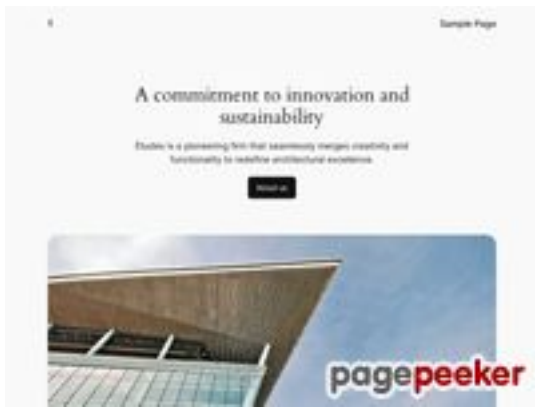 Sample Page
A commitment to innovation and
sustainability
Études is a pioneering firm that seamlessly merges creativity and
functionality to redefine architectural excellence.
About us
pagepeeker